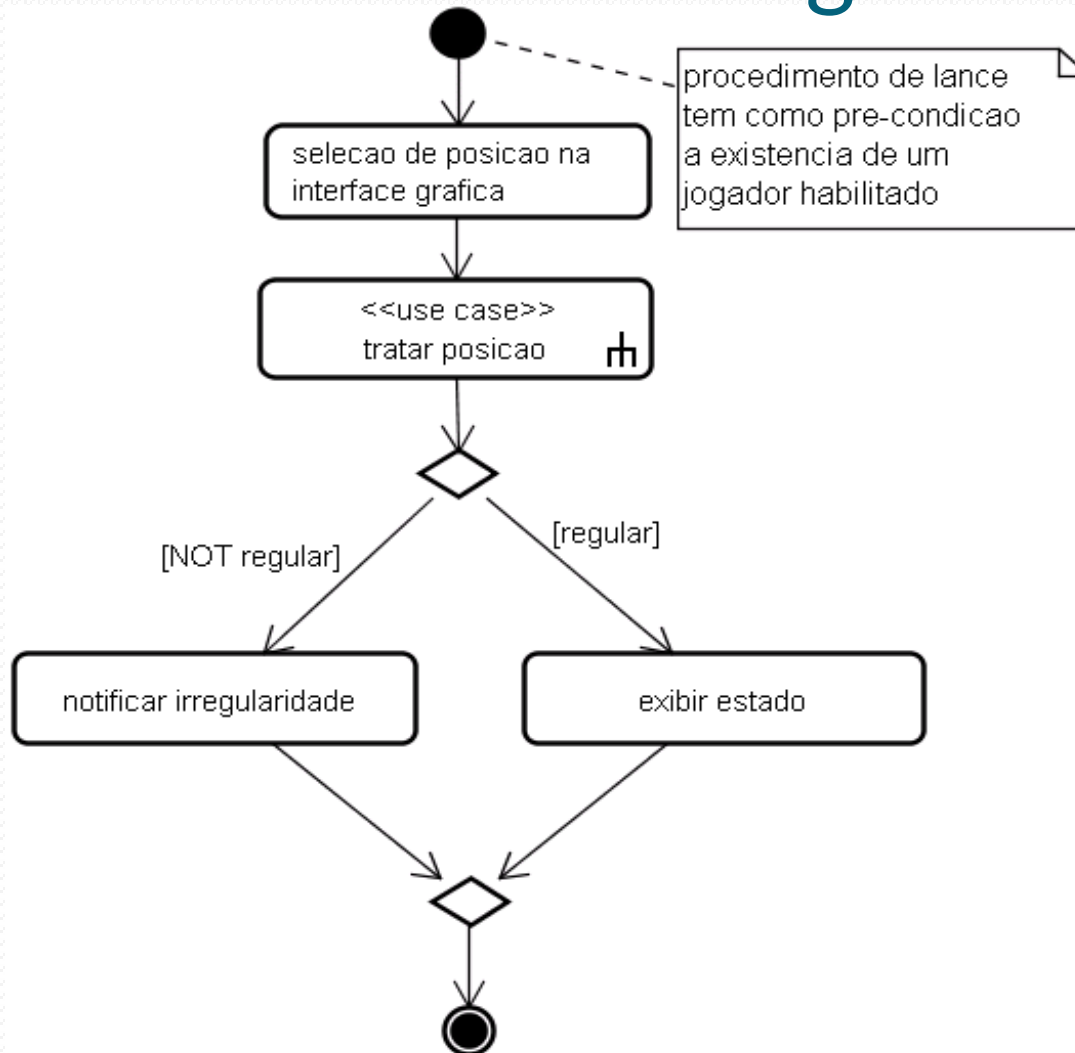 procedimento de lance
tem como pre-condicao
a existencia de um
jogador habilitado
selecao de posicao na
interface grafica
<<use case>>
tratar posicao
[NOT regular]
[regular]
notificar irregularidade
exibir estado